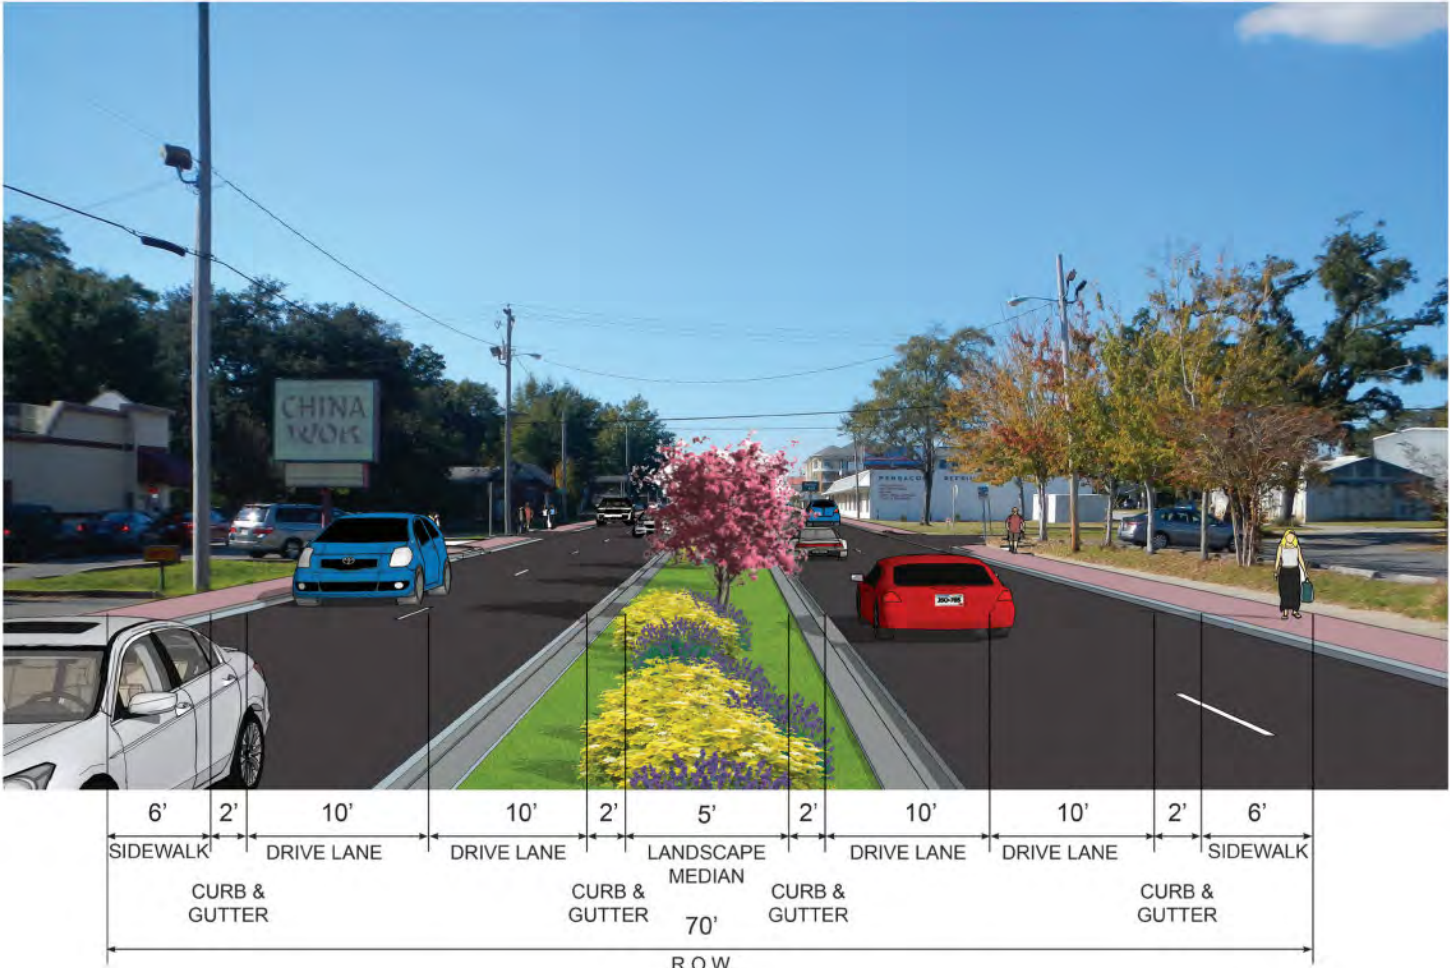 CHINA
WOK
PENSACO
6' 2' 10' 10' 2' 5' 2' 10' 10' 2' 6'
SIDEWALK DRIVE LANE DRIVE LANE LANDSCAPE DRIVE LANE DRIVE LANE SIDEWALK
MEDIAN
CURB & CURB & CURB & CURB &
GUTTER GUTTER GUTTER GUTTER
70'
R.O.W.